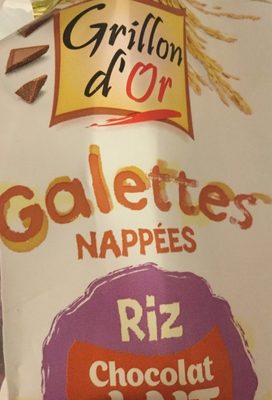 Grillon
d'Or
Galettes
NAPPÉES
Riz
Chocolat